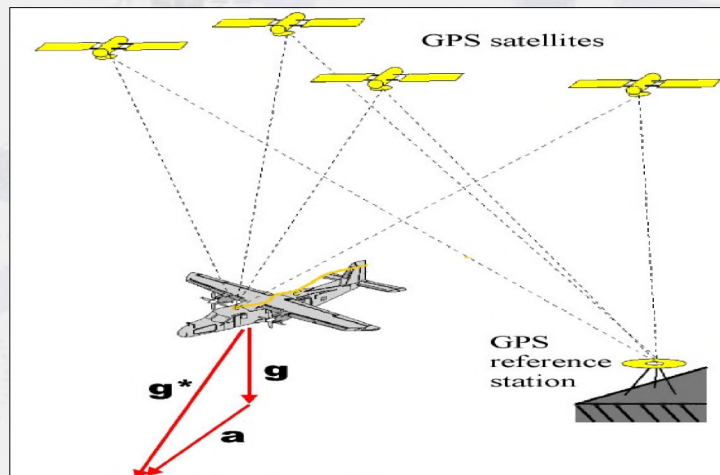 GPS satellites
GPS
reference
station
g*
g
a